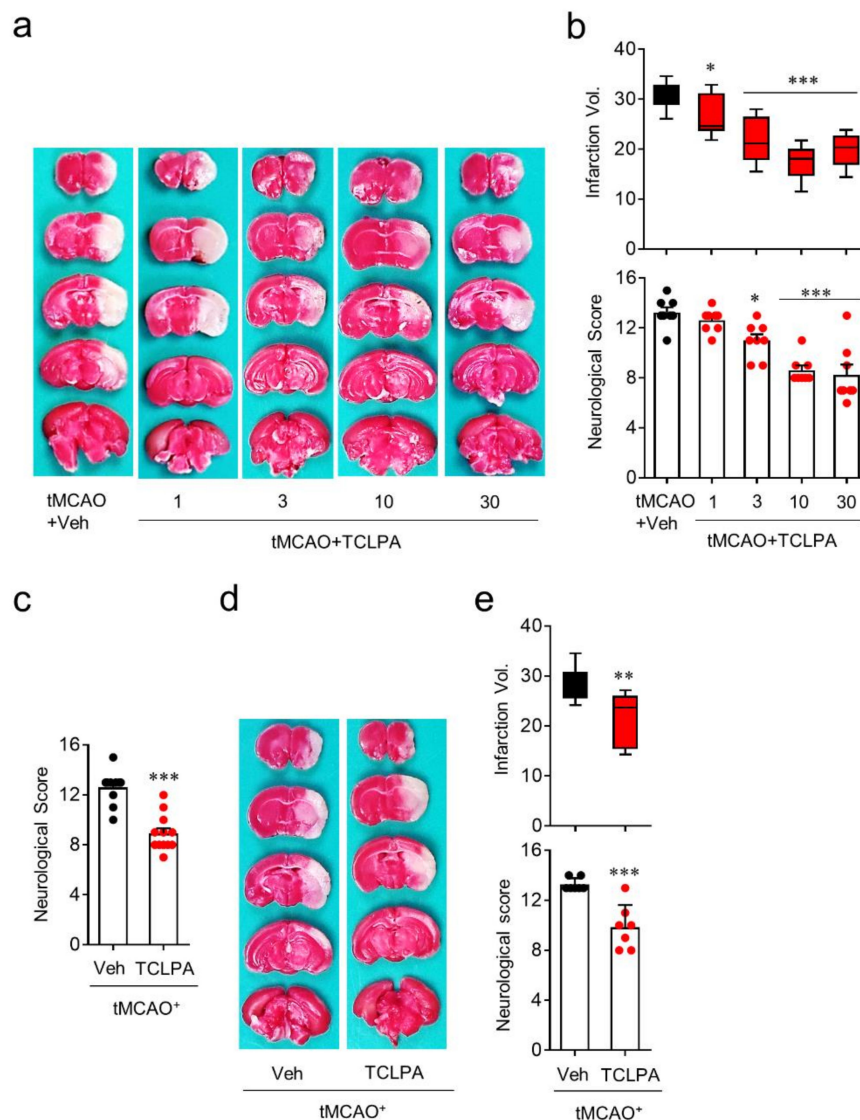 a
tMCAO
+Veh
1 3 10 30
tMCAO+TCLPA
b
Infarction Vol.
40
30
20
10
0
*
***
Neurological Score
16
12
8
4
0
*
***
tMCAO
+Veh
1 3 10 30
tMCAO+TCLPA
c
Neurological Score
16
12
8
4
0
***
Veh TCLPA
tMCAO+
d
Veh TCLPA
tMCAO+
e
Infarction Vol.
40
30
20
10
0
**
Neurological score
16
12
8
4
0
***
Veh TCLPA
tMCAO+